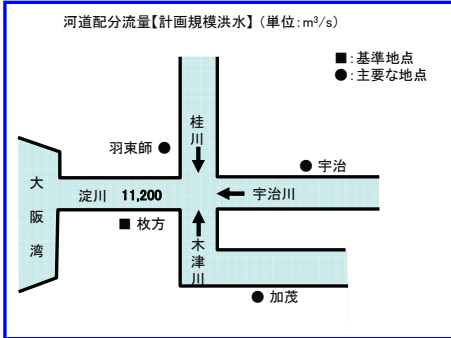 河道配分流量【計画規模洪水】（単位:m³/s）
■:基準地点
●:主要な地点
桂川
羽束師 ●
● 宇治
大阪湾
淀川 11,200
宇治川
■ 枚方
木津川
● 加茂